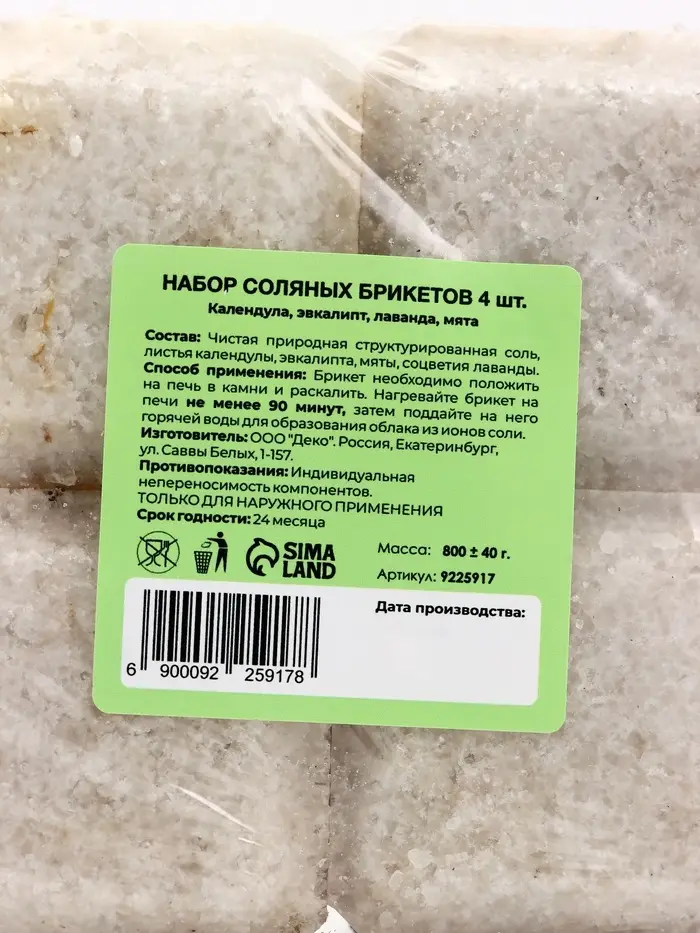 НАБОР СОЛЯНЫХ БРИКЕТОВ 4 шт.
Календула, эвкалипт, лаванда, мята
Состав: Чистая природная структурированная соль,
листья календулы, эвкалипта, мяты, соцветия лаванды.
Способ применения: Брикет необходимо положить
на печь в камни и раскалить. Нагревайте брикет на
печи не менее 90 минут, затем поддайте на него
горячей воды для образования облака из ионов соли.
Изготовитель: ООО "Деко". Россия, Екатеринбург,
ул. Саввы Белых, 1-157.
Противопоказания: Индивидуальная
непереносимость компонентов.
ТОЛЬКО ДЛЯ НАРУЖНОГО ПРИМЕНЕНИЯ
Срок годности: 24 месяца
SIMA
LAND
Масса: 800 ± 40 г.
Артикул: 9225917
Дата производства:
6 900092 259178